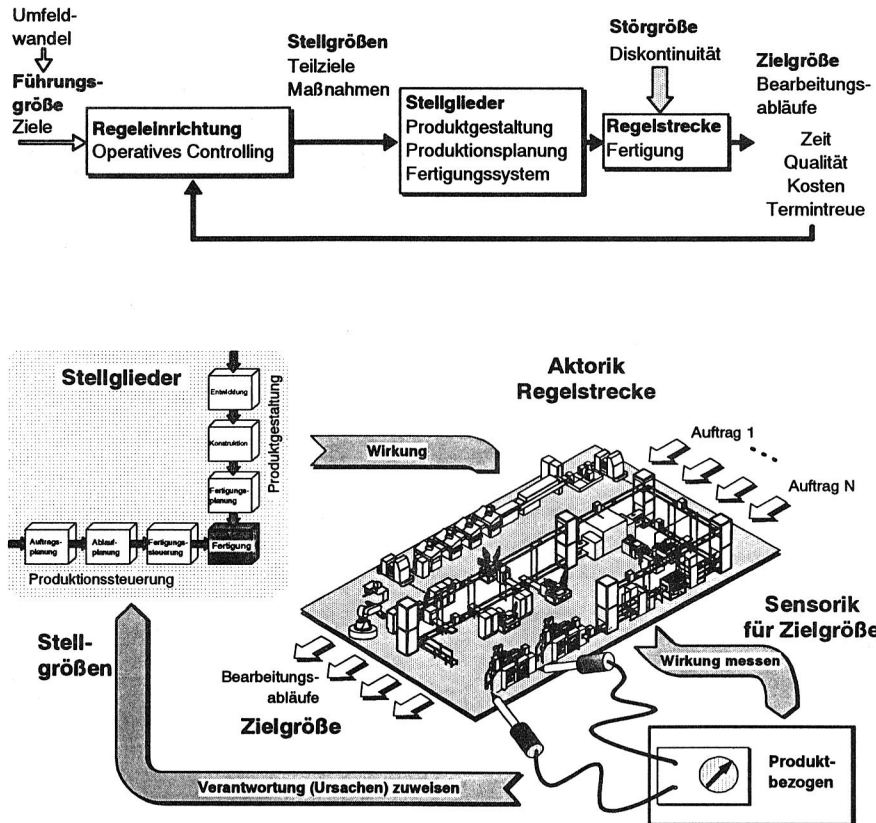 Umfeld-
wandel
Führungs-
größe
Ziele
Regeleinrichtung
Operatives Controlling
Stellgrößen
Teilziele
Maßnahmen
Stellglieder
Produktgestaltung
Produktionsplanung
Fertigungssystem
Störgröße
Diskontinuität
Regelstrecke
Fertigung
Zielgröße
Bearbeitungs-
abläufe
Zeit
Qualität
Kosten
Termintreue
Stellglieder
Entwicklung
Konstruktion
Fertigungs-
planung
Produktgestaltung
Auftrags-
planung
Ablauf-
planung
Fertigungs-
steuerung
Fertigung
Produktionssteuerung
Aktorik
Regelstrecke
Wirkung
Auftrag 1
Auftrag N
Sensorik
für Zielgröße
Wirkung messen
Stell-
größen
Bearbeitungs-
abläufe
Zielgröße
Produkt-
bezogen
Verantwortung (Ursachen) zuweisen